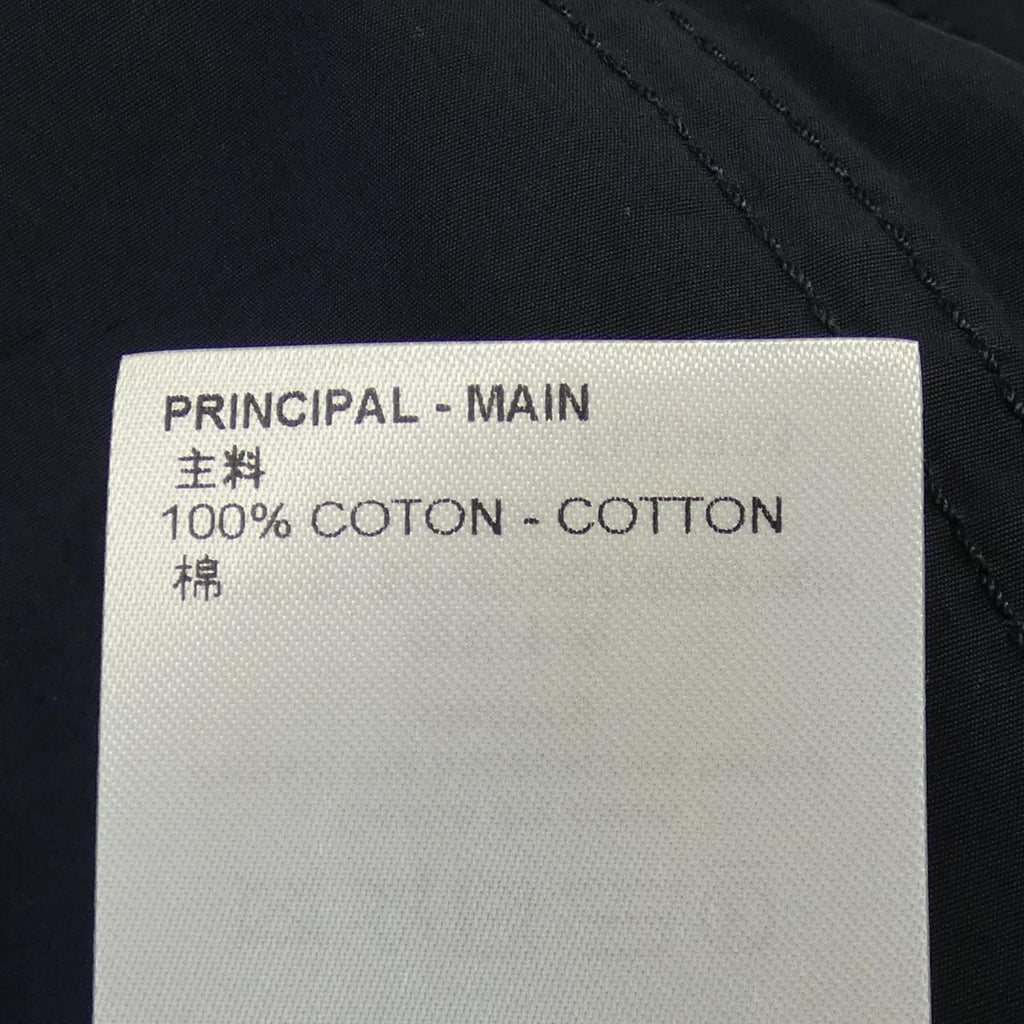 PRINCIPAL - MAIN
主料
100% COTON - COTTON
棉